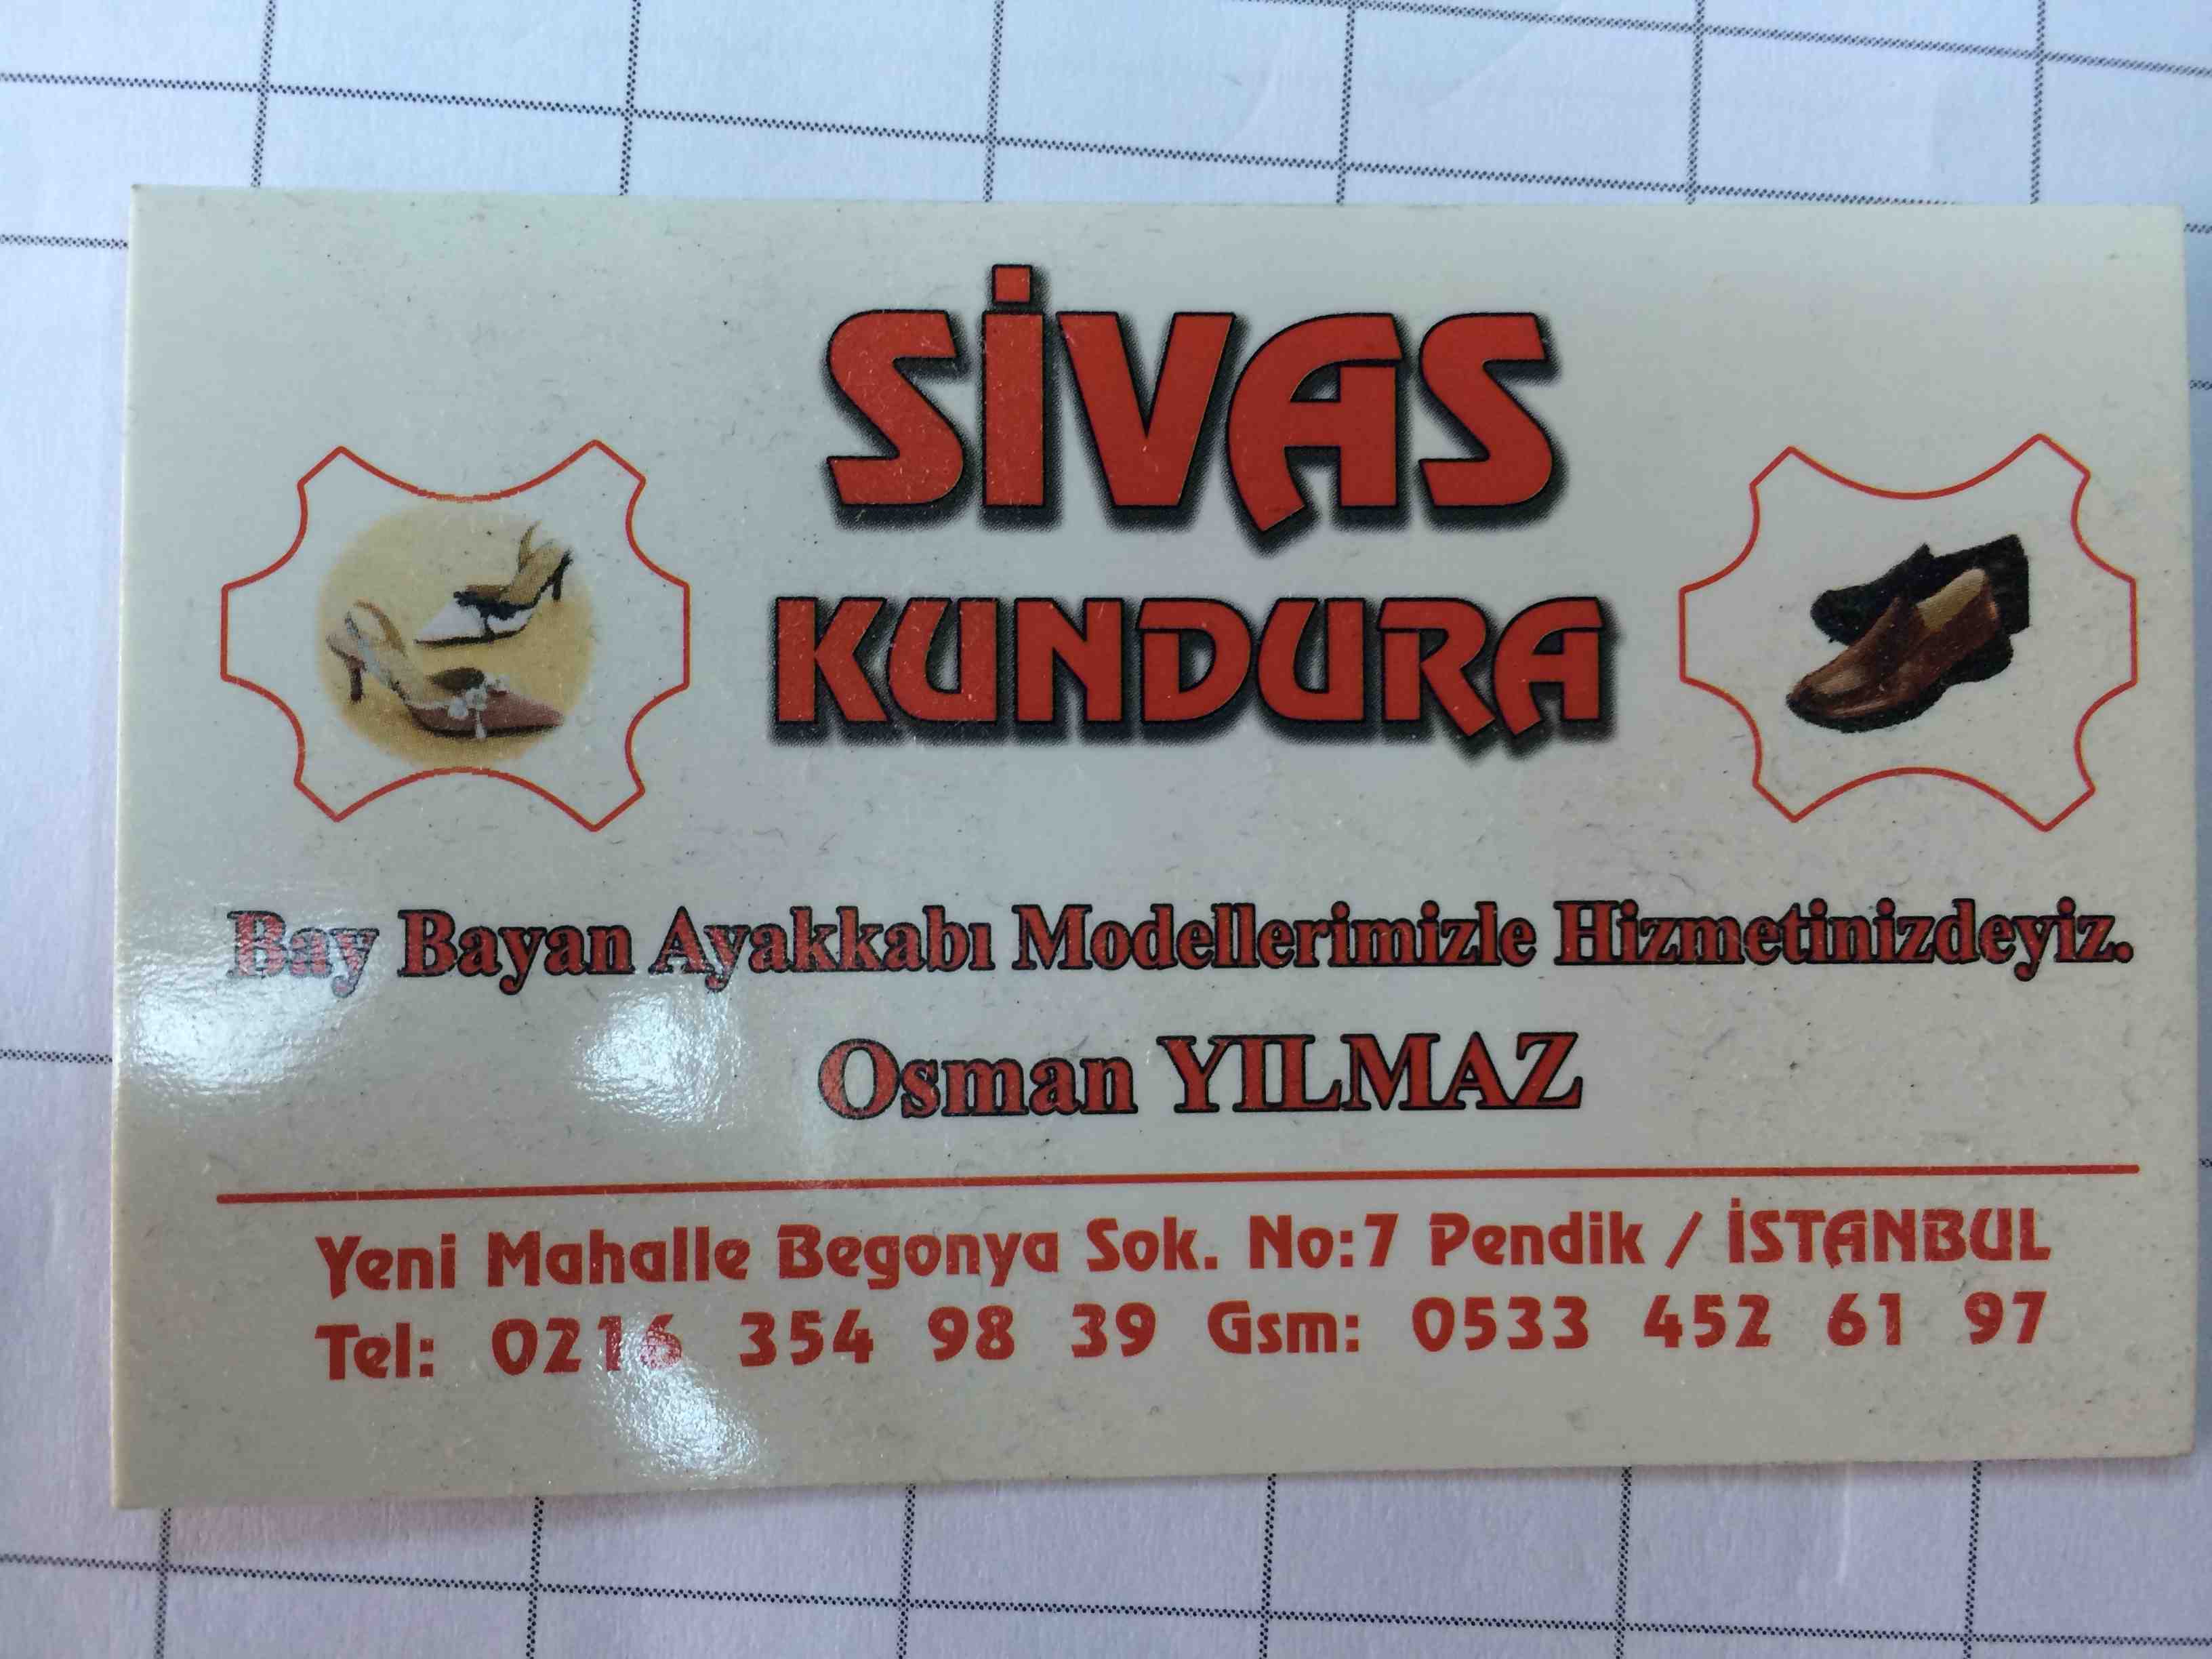 SİVAS
KUNDURA
Bay Bayan Ayakkabı Modellerimizle Hizmetinizdeyiz.
Osman YILMAZ
Yeni Mahalle Begonya Sok. No:7 Pendik / İSTANBUL
Tel: 0216 354 98 39 Gsm: 0533 452 61 97